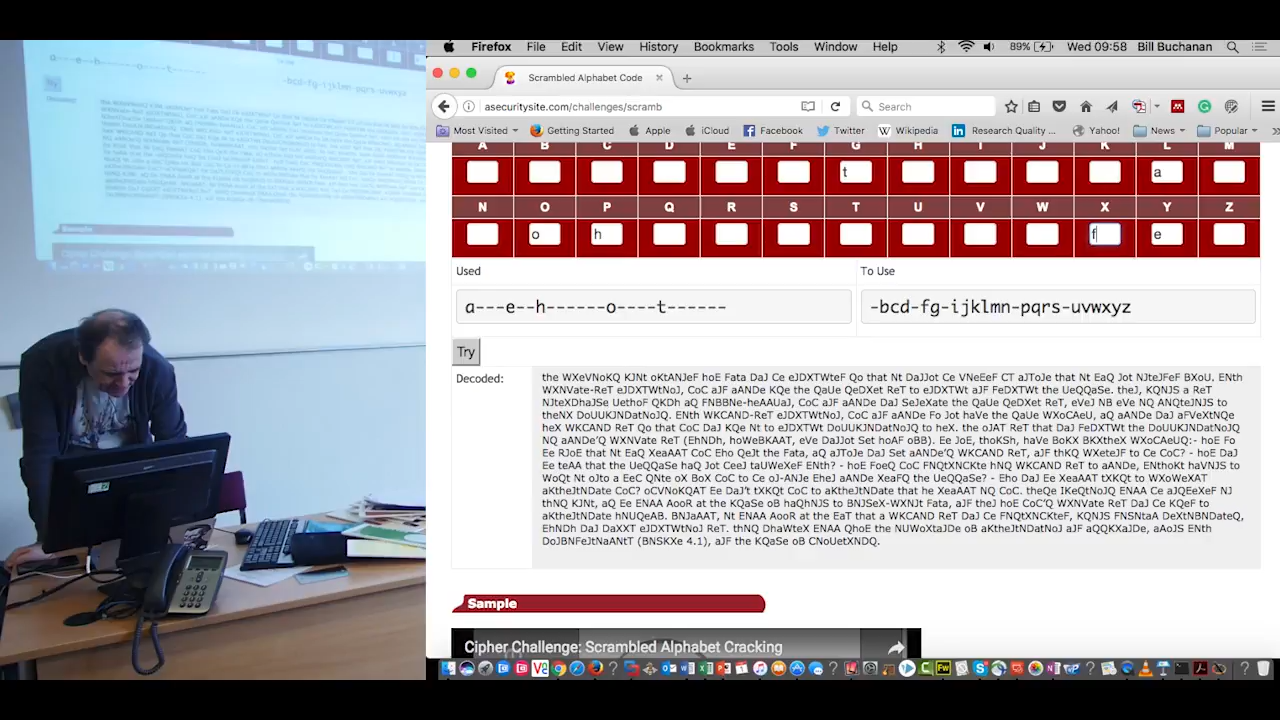 Firefox File Edit View History Bookmarks Tools Window Help 89% Wed 09:58 Bill Buchanan
Scrambled Alphabet Code
asecuritysite.com/challenges/scramb Search
Most Visited Getting Started Apple iCloud Facebook Twitter Wikipedia Research Quality ... Yahoo! News Popular
A B C D E F G H I J K L M
t a
N O P Q R S T U V W X Y Z
o h f e
Used To Use
a---e--h------o----t------ -bcd-fg-ijklmn-pqrs-uvwxyz
Try
Decoded:
the WXeVNoKQ KJNt oKtANJeF hoE Fata DaJ Ce eJDXTWteF Qo that Nt DaJJot Ce VNeEeF CT aJToJe that Nt EaQ Jot NJteJFeF BXoU. ENth
WXNVate-ReT eJDXTWtNoJ, CoC aJF aANDe KQe the QaUe QeDXet ReT to eJDXTWt aJF FeDXTWt the UeQQaSe. theJ, KQNJS a ReT
NJteXDhaJSe UethoF QKDh aQ FNBBNe-heAAUaJ, CoC aJF aANDe DaJ SeJeXate the QaUe QeDXet ReT, eVeJ NB eVe NQ ANQteJNJS to
theNX DoUUKJNDatNoJQ. ENth WKCAND-ReT eJDXTWtNoJ, CoC aJF aANDe Fo Jot haVe the QaUe WXoCAeU, aQ aANDe DaJ aFVeXtNQe
heX WKCAND ReT Qo that CoC DaJ KQe Nt to eJDXTWt DoUUKJNDatNoJQ to heX. the oJAT ReT that DaJ FeDXTWt the DoUUKJNDatNoJQ
NQ aANDe'Q WXNVate ReT (EhNDh, hoWeBKAAT, eVe DaJJot Set hoAF oBB). Ee JoE, thoKSh, haVe BoKX BKXtheX WXoCAeUQ:- hoE Fo
Ee RJoE that Nt EaQ XeaAAT CoC Eho QeJt the Fata, aQ aJToJe DaJ Set aANDe'Q WKCAND ReT, aJF thKQ WXeteJF to Ce CoC? - hoE DaJ
Ee teAA that the UeQQaSe haQ Jot CeeJ taUWeXeF ENth? - hoE FoeQ CoC FNQtXNCKte hNQ WKCAND ReT to aANDe, ENthoKt haVNJS to
WoQt Nt oJto a EeC QNte oX BoX CoC to Ce oJ-ANJe EheJ aANDe XeaFQ the UeQQaSe? - Eho DaJ Ee XeaAAT tXKQt to WXoWeXAT
aKtheJtNDate CoC? oCVNoKQAT Ee DaJ't tXKQt CoC to aKtheJtNDate that he XeaAAT NQ CoC. theQe IKeQtNoJQ ENAA Ce aJQEeXeF NJ
thNQ KJNt, aQ Ee ENAA AooR at the KQaSe oB haQhNJS to BNJSeX-WXNJt Fata, aJF theJ hoE CoC'Q WXNVate ReT DaJ Ce KQeF to
aKtheJtNDate hNUQeAB. BNJaAAT, Nt ENAA AooR at the EaT that a WKCAND ReT DaJ Ce FNQtXNCKteF, KQNJS FNSNtaA DeXtNBNDateQ,
EhNDh DaJ DaXXT eJDXTWtNoJ ReT. thNQ DhaWteX ENAA QhoE the NUWoXtaJDe oB aKtheJtNDatNoJ aJF aQQKXaJDe, aAoJS ENth
DoJBNFeJtNaANtT (BNSKXe 4.1), aJF the KQaSe oB CNoUetXNDQ.
Sample
Cipher Challenge: Scrambled Alphabet Cracking